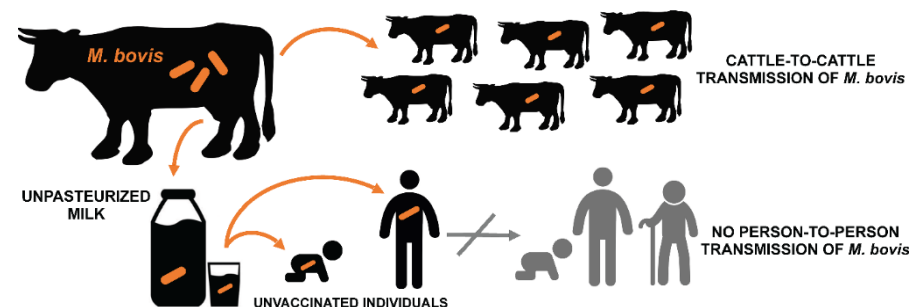 M. bovis
CATTLE-TO-CATTLE
TRANSMISSION OF M. bovis
UNPASTEURIZED
MILK
NO PERSON-TO-PERSON
TRANSMISSION OF M. bovis
UNVACCINATED INDIVIDUALS